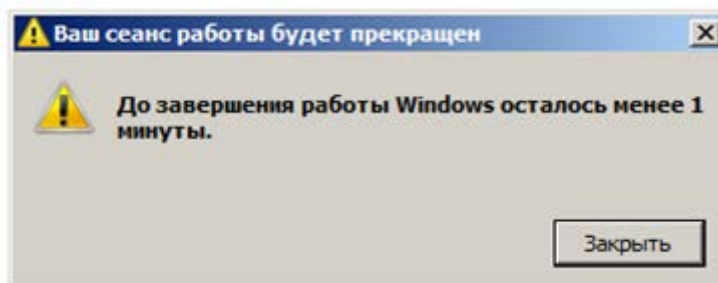 Ваш сеанс работы будет прекращен
До завершения работы Windows осталось менее 1
минуты.
Закрыть